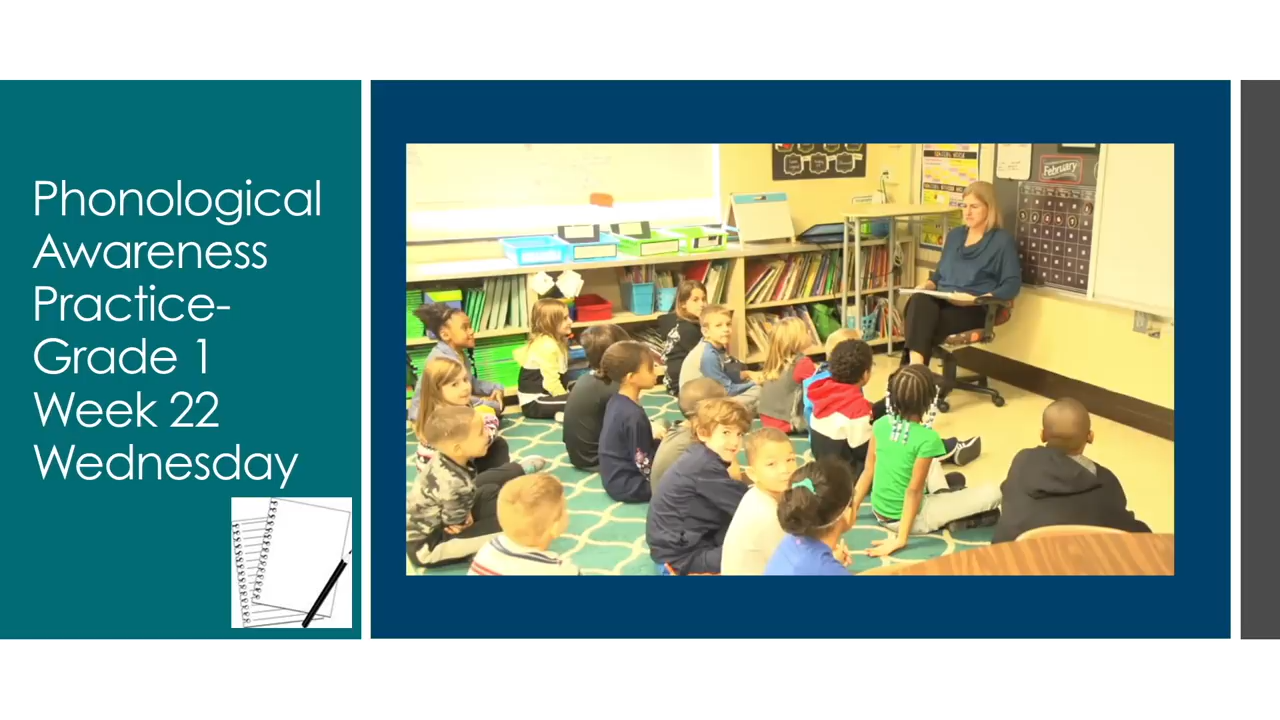 Phonological
Awareness
Practice-
Grade 1
Week 22
Wednesday
February